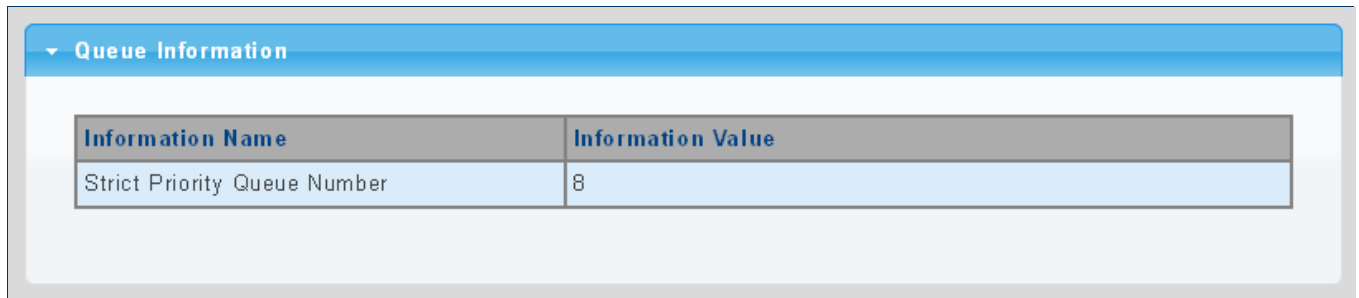 Queue Information
Information Name Information Value
Strict Priority Queue Number 8